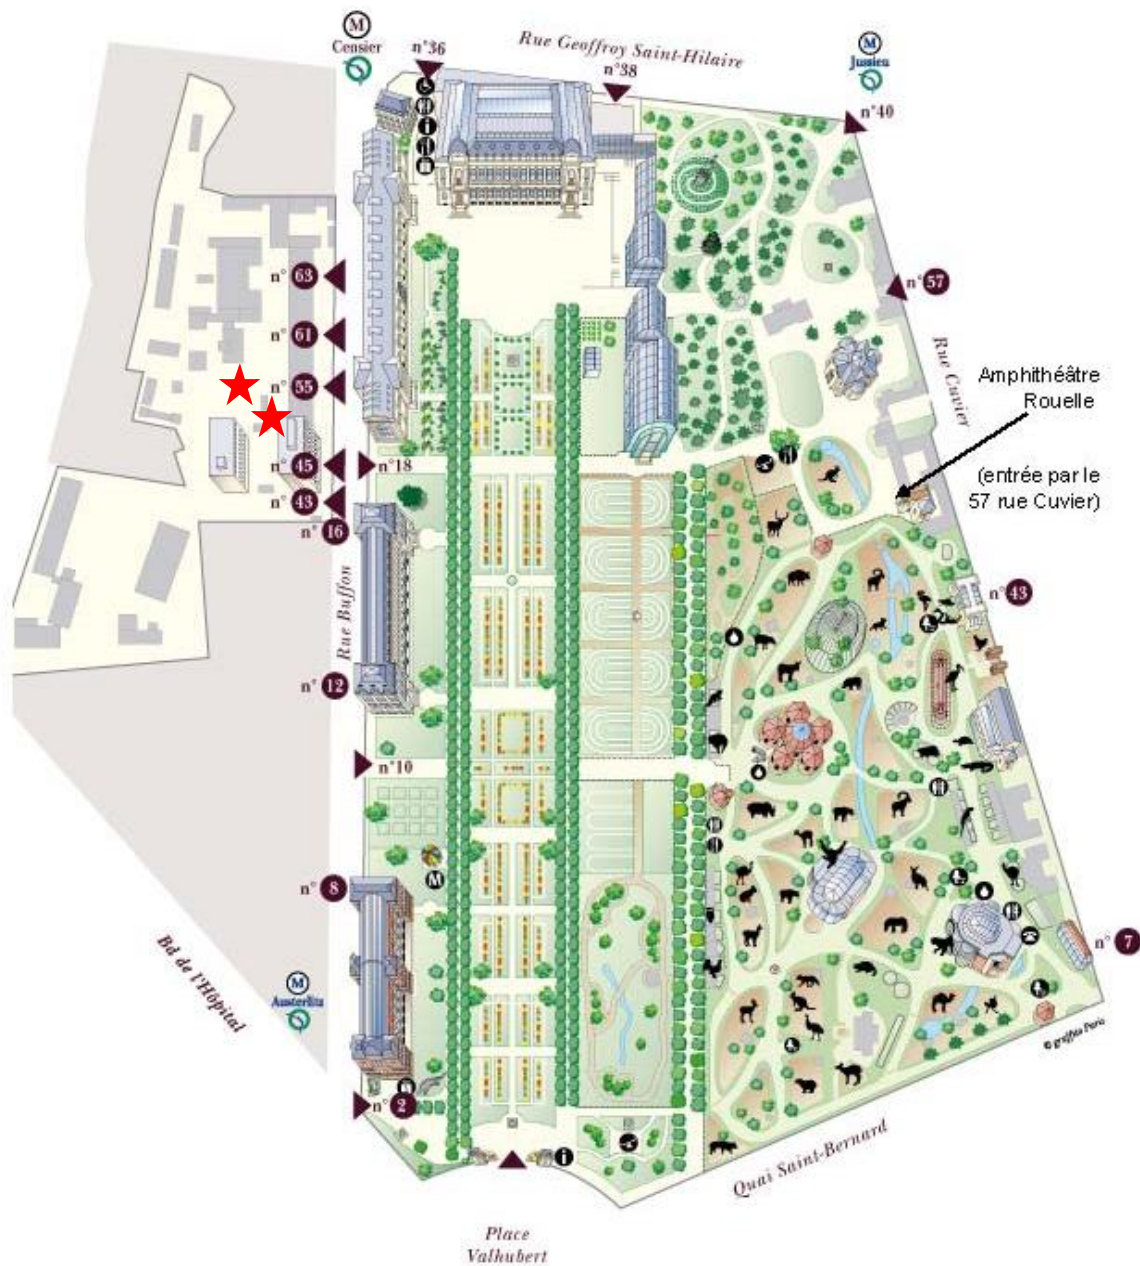 M
Censier
n°36
Rue Geoffroy Saint-Hilaire
n°38
M
Jussieu
n°40
n° 63
n° 57
n° 61
n° 55
Rue Cuvier
Amphithéâtre
Rouelle
n° 45
n°18
(entrée par le
57 rue Cuvier)
n° 43
n° 16
n° 43
Rue Buffon
n° 12
n°10
M
n° 8
n° 7
Bd de l'Hôpital
M
Austerlitz
© graffito Paris
n° 2
Quai Saint-Bernard
Place
Valhubert